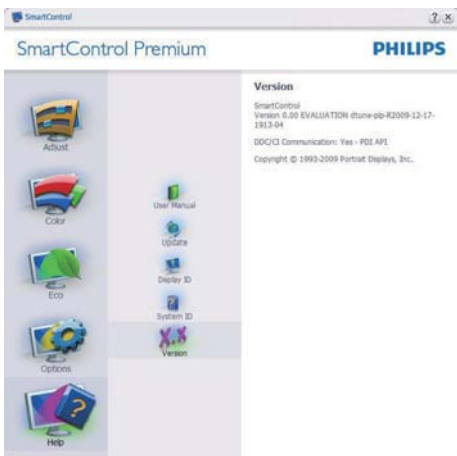 SmartControl
SmartControl Premium
PHILIPS
Adjust
Color
Eco
Options
Help
User Manual
Update
Display ID
System ID
Version
Version
SmartControl
Version 0.00 EVALUATION dtune-plp-R2009-12-17-
1913-04
DDC/CI Communication: Yes - PDI API
Copyright © 1993-2009 Portrait Displays, Inc.